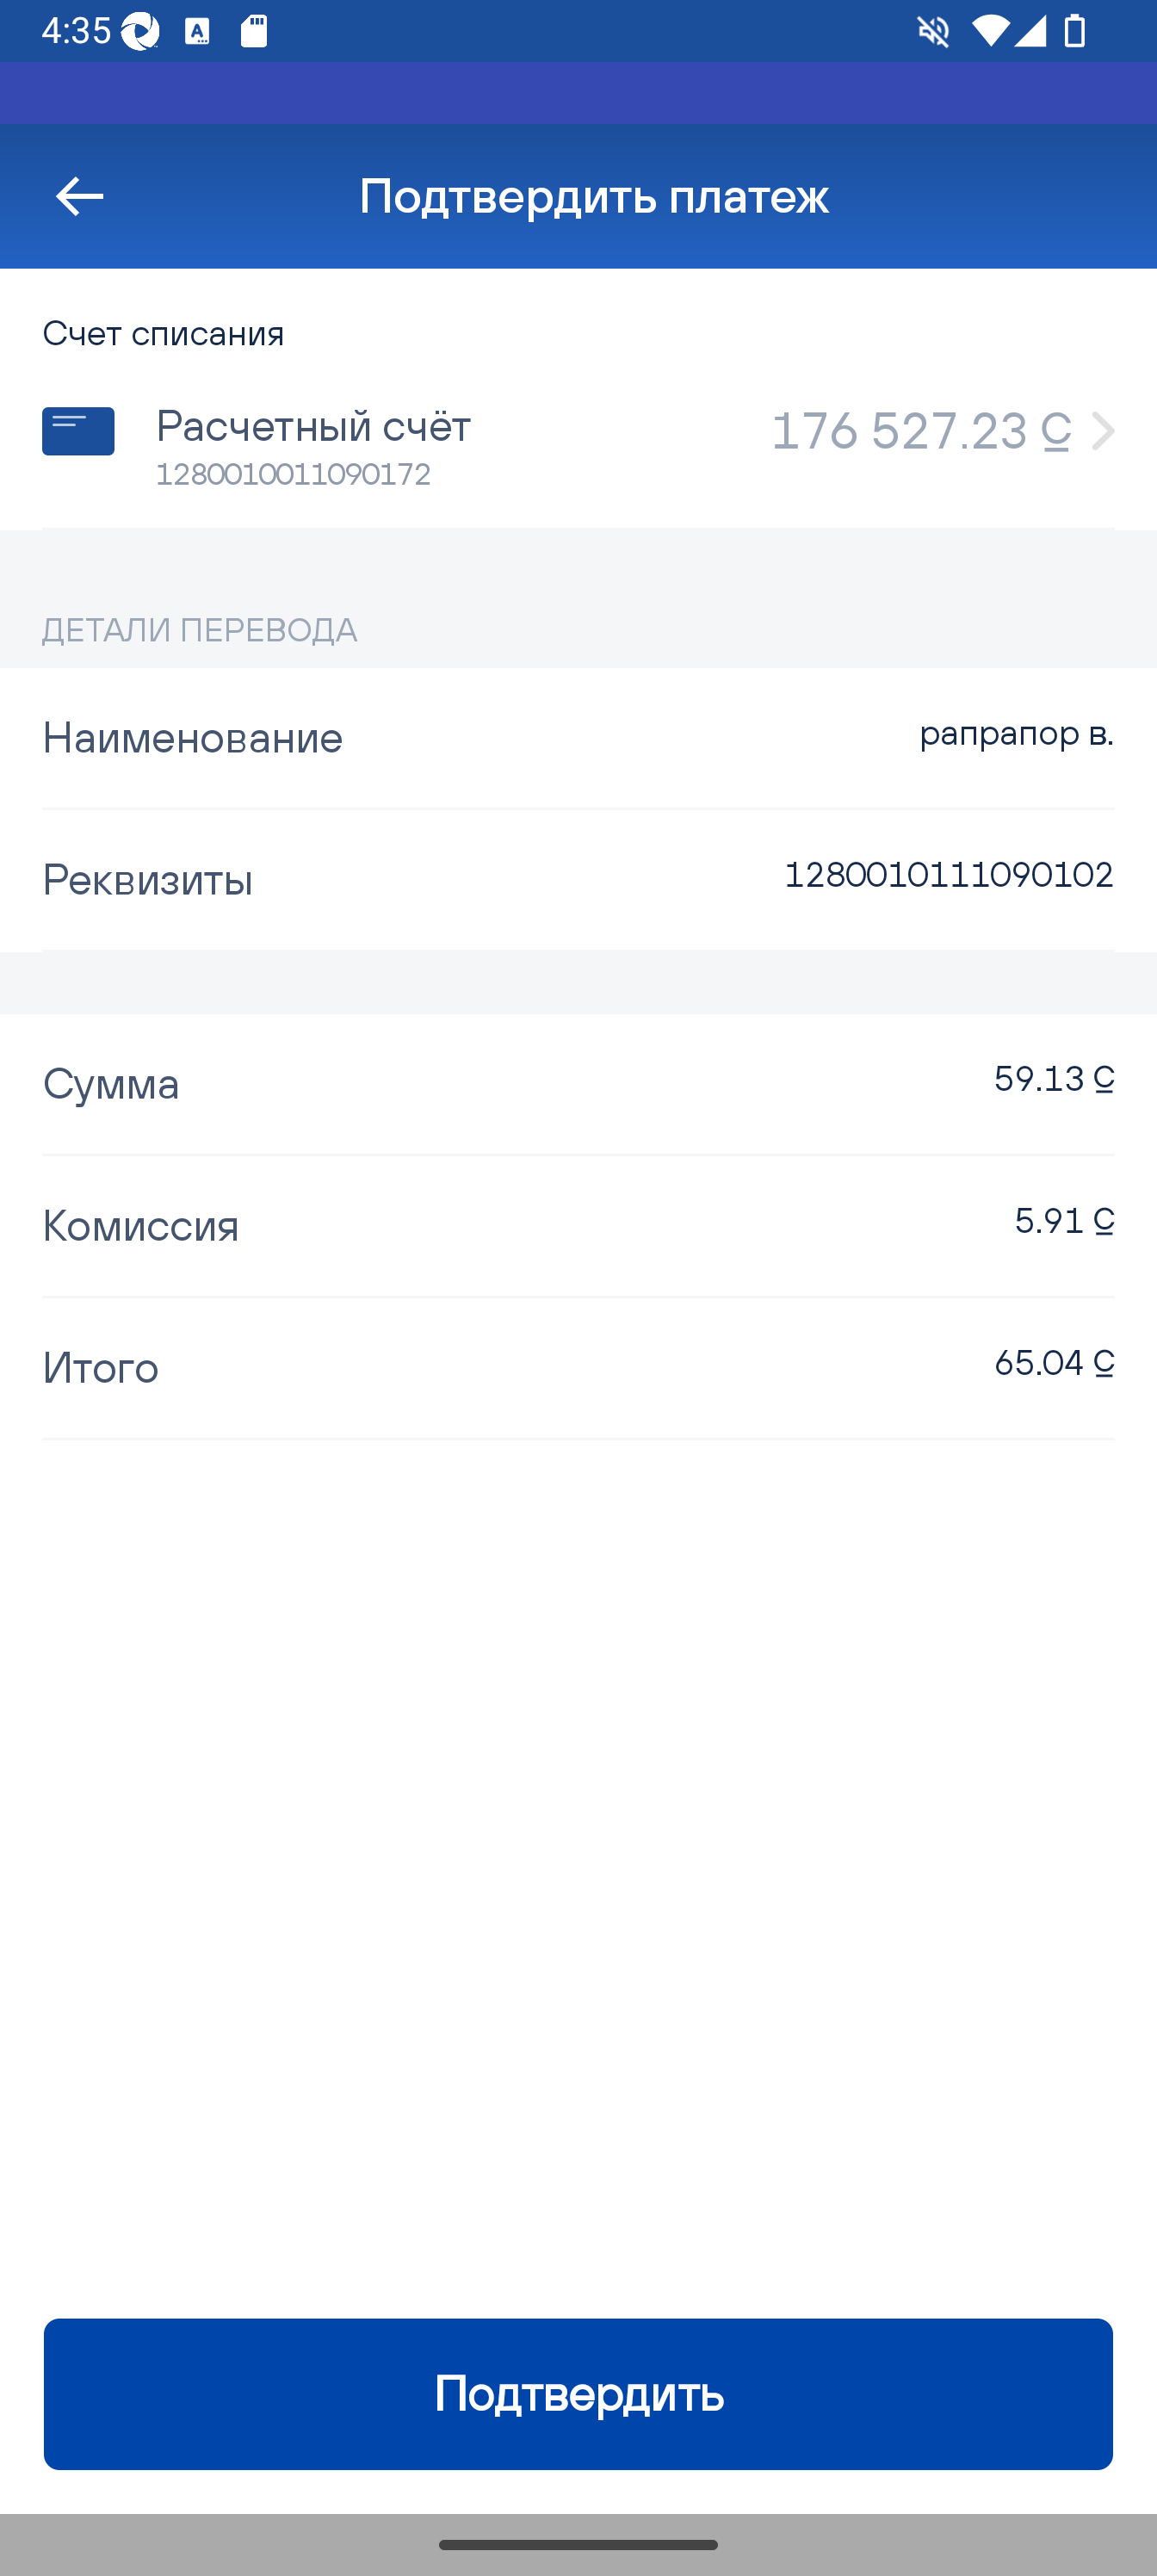 4:35
Подтвердить платеж
Счет списания
Расчетный счёт
176 527.23 С
1280010011090172
ДЕТАЛИ ПЕРЕВОДА
Наименование
рапрапор в.
Реквизиты
1280010111090102
Сумма
59.13 С
Комиссия
5.91 С
Итого
65.04 С
Подтвердить